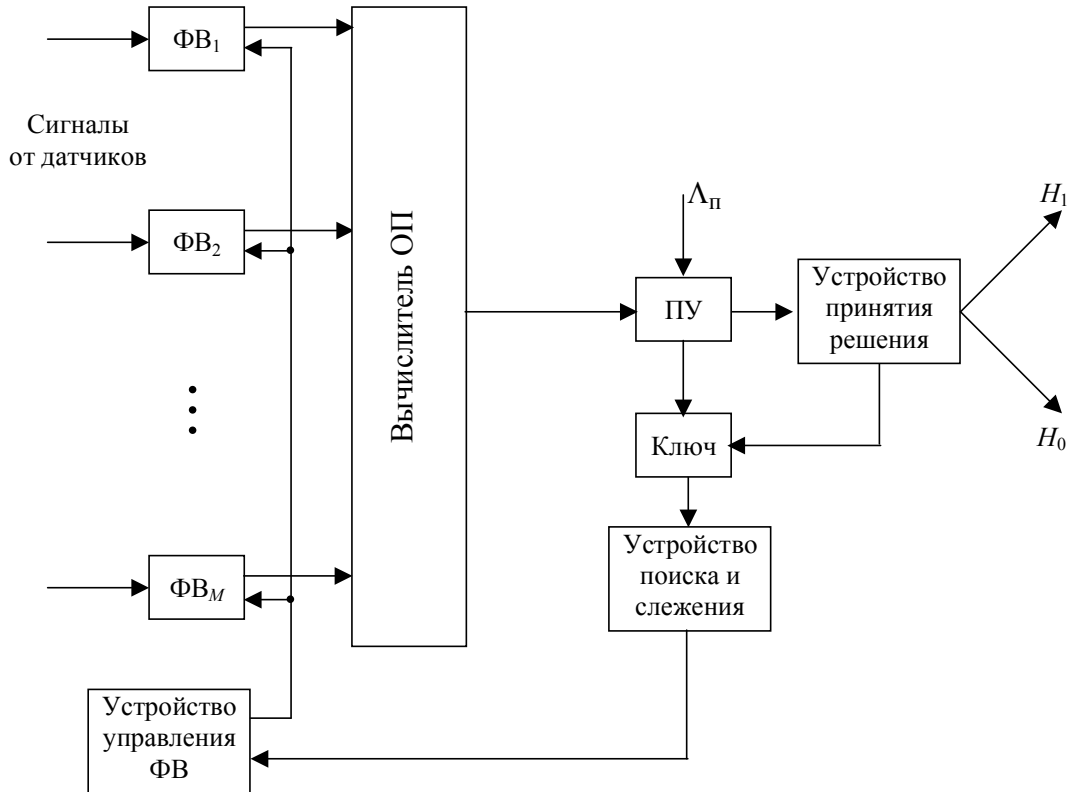 ФВ₁
Сигналы
от датчиков
ФВ₂
Вычислитель ОП
Λп
H₁
ПУ
Устройство
принятия
решения
H₀
Ключ
Устройство
поиска и
слежения
ФВM
Устройство
управления
ФВ